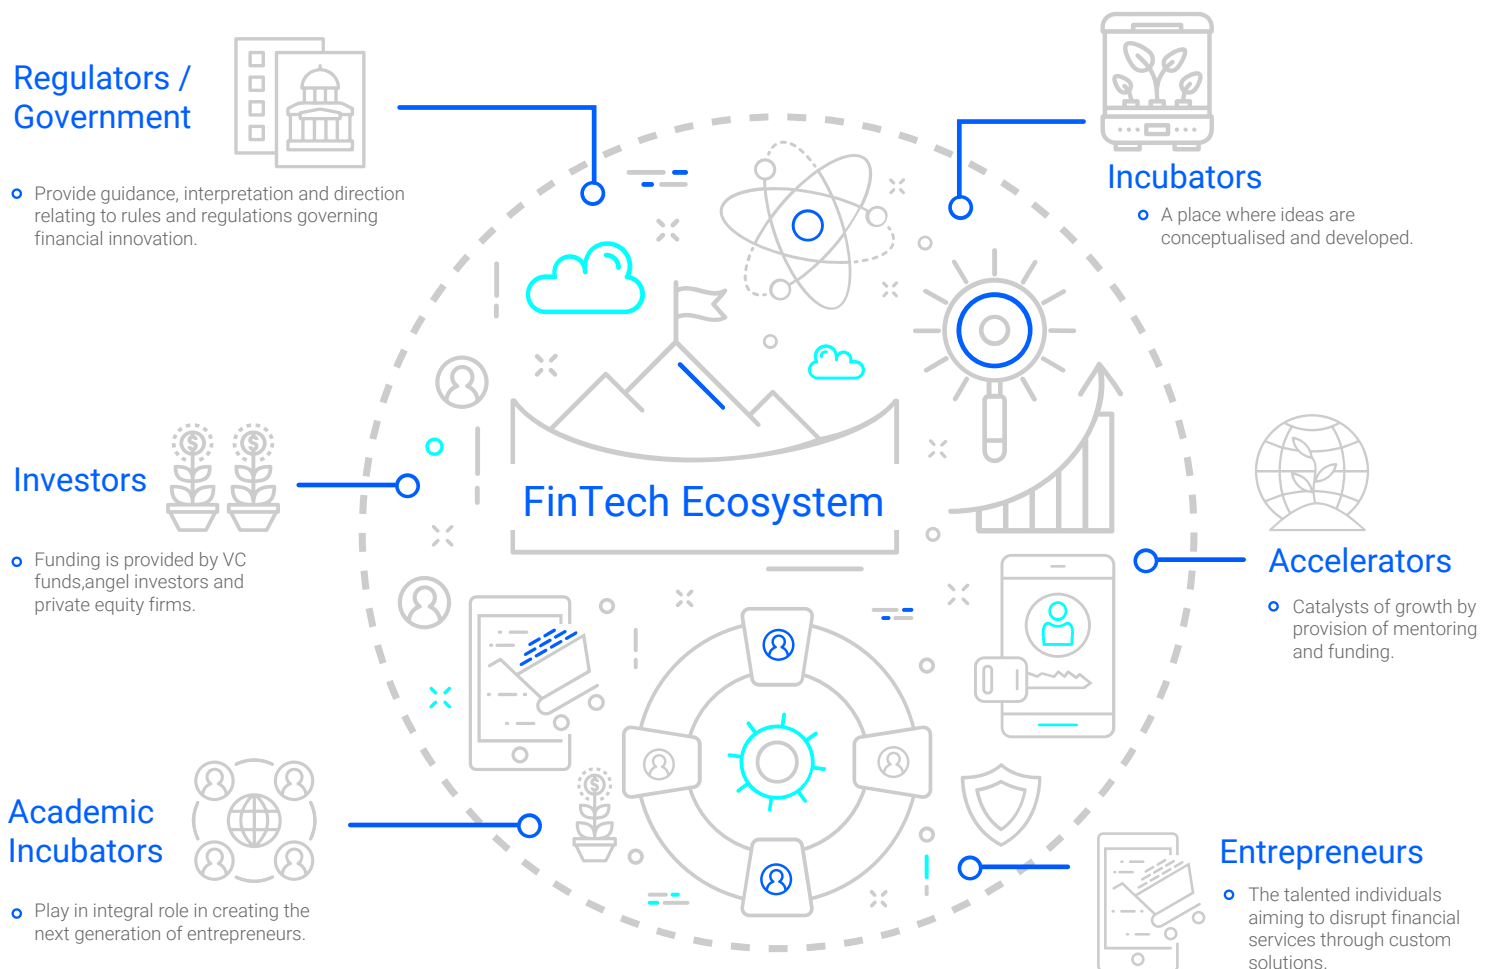 Regulators /
Government
Provide guidance, interpretation and direction
relating to rules and regulations governing
financial innovation.
Incubators
A place where ideas are
conceptualised and developed.
Investors
Funding is provided by VC
funds,angel investors and
private equity firms.
FinTech Ecosystem
Accelerators
Catalysts of growth by
provision of mentoring
and funding.
Academic
Incubators
Play in integral role in creating the
next generation of entrepreneurs.
Entrepreneurs
The talented individuals
aiming to disrupt financial
services through custom
solutions.